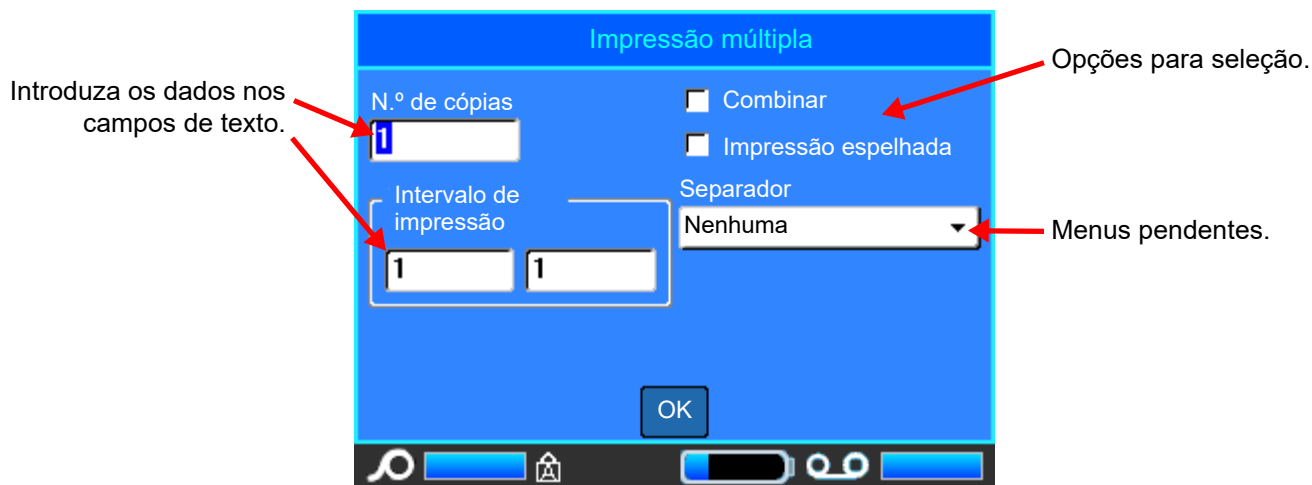 Impressão múltipla
Opções para seleção.
Introduza os dados nos
campos de texto.
N.º de cópias
1
Combinar
Impressão espelhada
Intervalo de
impressão
1 1
Separador
Nenhuma
Menus pendentes.
OK
A